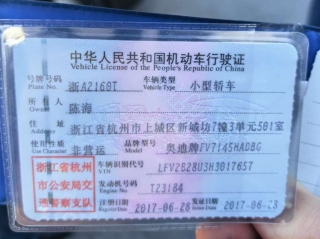 中华人民共和国机动车行驶证
Vehicle License of the People's Republic of China
号牌号码 浙A2160T 车辆类型 小型轿车
Plate No. Vehicle Type
所有人 陈海
Owner
住址 浙江省杭州市上城区新城坊7幢3单元501室
Address
使用性质 非营运 品牌型号 奥迪牌FV7145HADBG
Use Character Model
浙江省杭州市公安局交通警察支队
车辆识别代号 LFV2B28U3H3017657
VIN
发动机号码 T23184
Engine No.
注册日期 2017-06-28 发证日期 2017-06-28
Register Date Issue Date